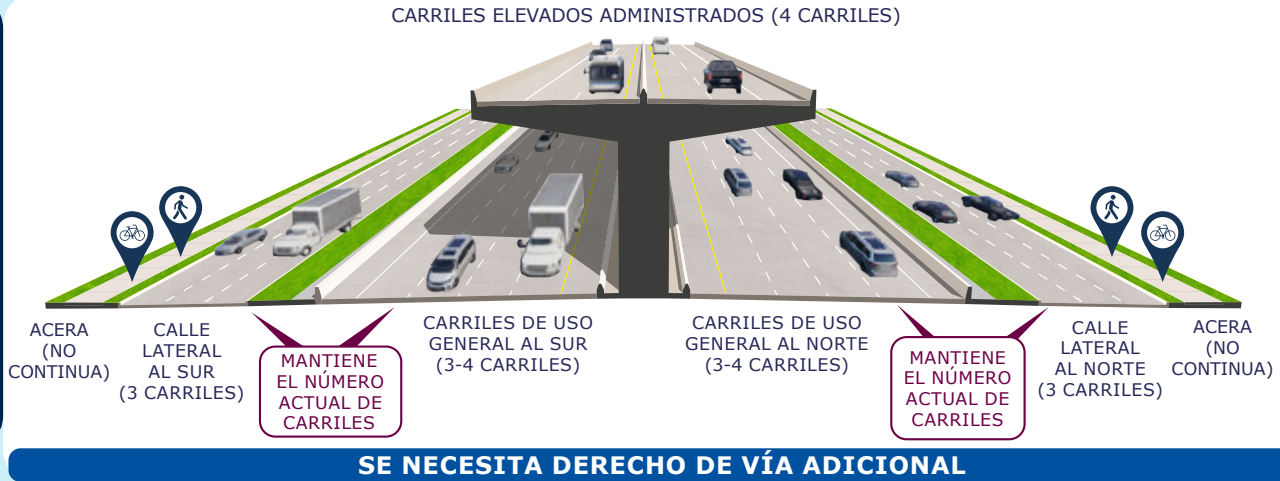 CARRILES ELEVADOS ADMINISTRADOS (4 CARRILES)
ACERA
(NO
CONTINUA)
CALLE
LATERAL
AL SUR
(3 CARRILES)
MANTIENE
EL NÚMERO
ACTUAL DE
CARRILES
CARRILES DE USO
GENERAL AL SUR
(3-4 CARRILES)
CARRILES DE USO
GENERAL AL NORTE
(3-4 CARRILES)
MANTIENE
EL NÚMERO
ACTUAL DE
CARRILES
CALLE
LATERAL
AL NORTE
(3 CARRILES)
ACERA
(NO
CONTINUA)
SE NECESITA DERECHO DE VÍA ADICIONAL